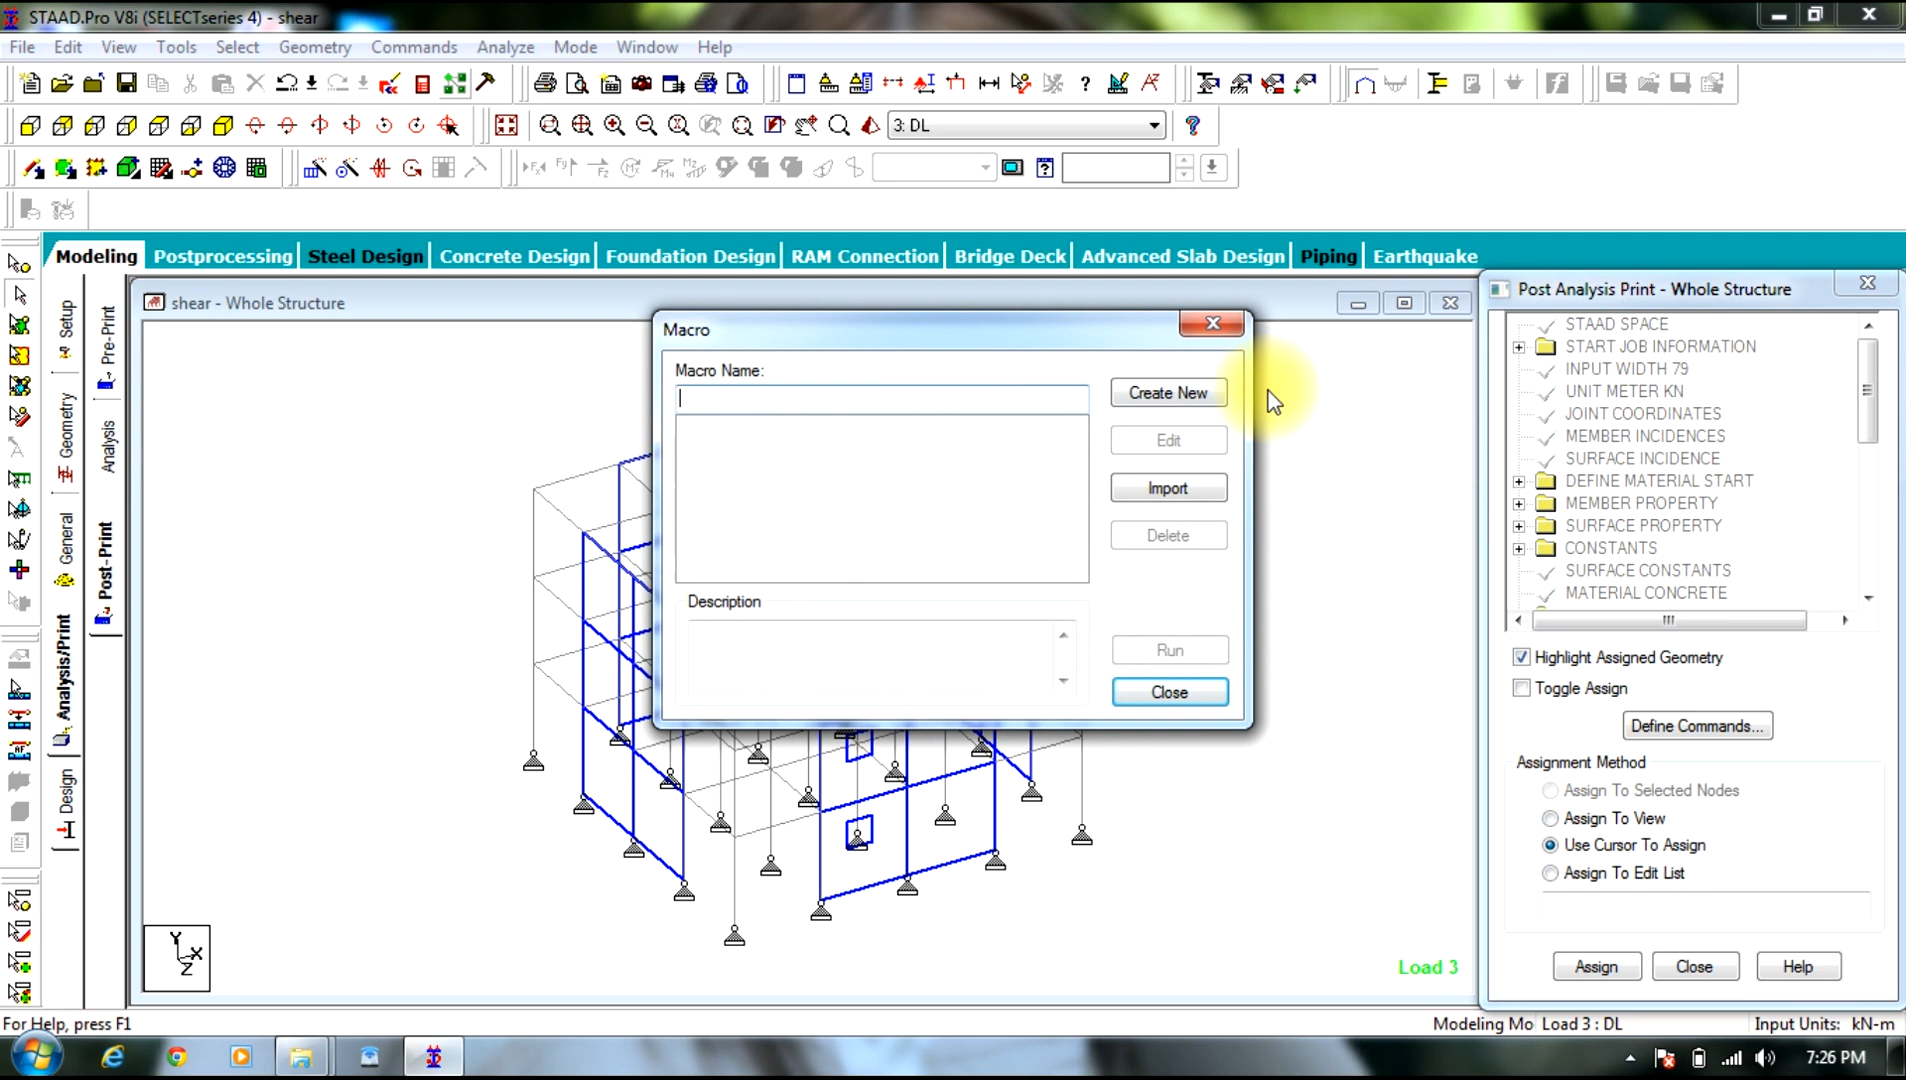 STAAD.Pro V8i (SELECTseries 4) - shear
File Edit View Tools Select Geometry Commands Analyze Mode Window Help
3: DL
Modeling Postprocessing Steel Design Concrete Design Foundation Design RAM Connection Bridge Deck Advanced Slab Design Piping Earthquake
Setup
Geometry
General
Analysis/Print
Design
Pre-Print
Analysis
Post-Print
shear - Whole Structure
Macro
Macro Name:
Create New
Edit
Import
Delete
Description
Run
Close
Y
X
Z
Load 3
Post Analysis Print - Whole Structure
STAAD SPACE
START JOB INFORMATION
INPUT WIDTH 79
UNIT METER KN
JOINT COORDINATES
MEMBER INCIDENCES
SURFACE INCIDENCE
DEFINE MATERIAL START
MEMBER PROPERTY
SURFACE PROPERTY
CONSTANTS
SURFACE CONSTANTS
MATERIAL CONCRETE
Highlight Assigned Geometry
Toggle Assign
Define Commands...
Assignment Method
Assign To Selected Nodes
Assign To View
Use Cursor To Assign
Assign To Edit List
Assign Close Help
For Help, press F1
Modeling Mo Load 3 : DL Input Units: kN-m
7:26 PM